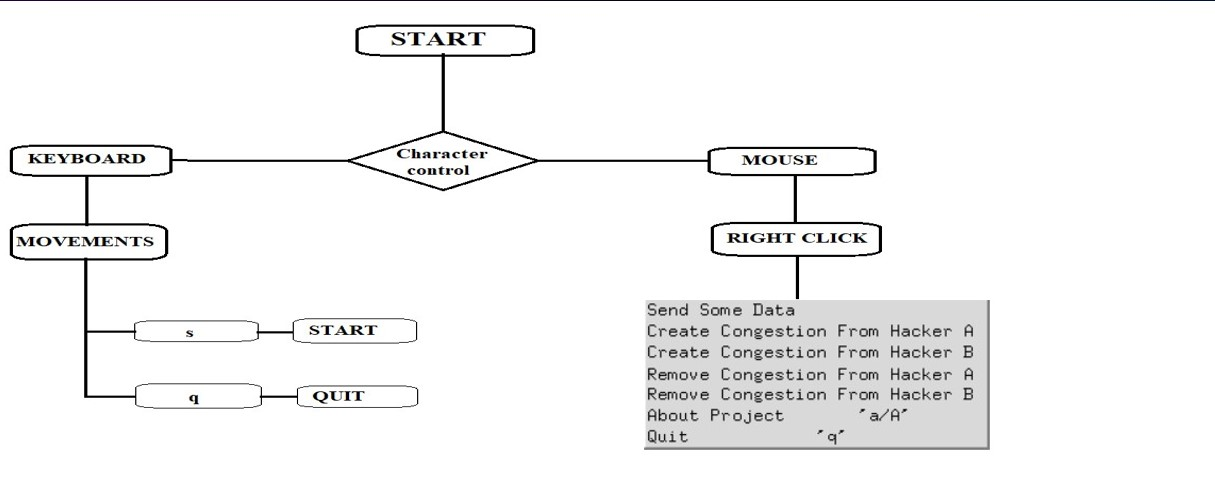 START
Character
control
KEYBOARD
MOUSE
MOVEMENTS
RIGHT CLICK
s
START
q
QUIT
Send Some Data
Create Congestion From Hacker A
Create Congestion From Hacker B
Remove Congestion From Hacker A
Remove Congestion From Hacker B
About Project "a/A"
Quit "q"